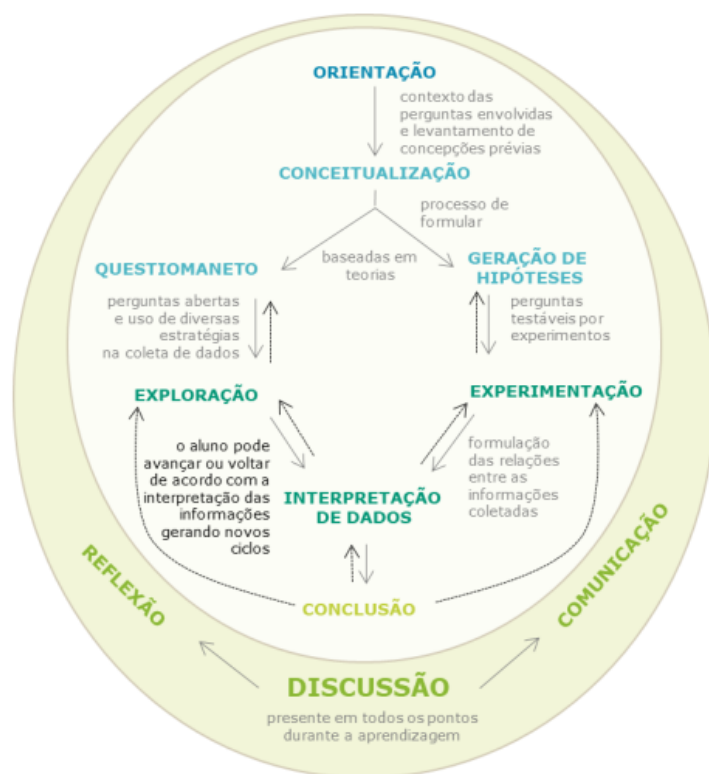 ORIENTAÇÃO
contexto das
perguntas envolvidas
e levantamento de
concepções prévias
CONCEITUALIZAÇÃO
processo de
formular
baseadas em
teorias
QUESTIOMANETO
GERAÇÃO DE
HIPÓTESES
perguntas abertas
e uso de diversas
estratégias
na coleta de dados
perguntas
testáveis por
experimentos
EXPLORAÇÃO
EXPERIMENTAÇÃO
o aluno pode
avançar ou voltar
de acordo com a
interpretação das
informações
gerando novos
ciclos
formulação
das relações
entre as
informações
coletadas
INTERPRETAÇÃO
DE DADOS
CONCLUSÃO
REFLEXÃO
COMUNICAÇÃO
DISCUSSÃO
presente em todos os pontos
durante a aprendizagem